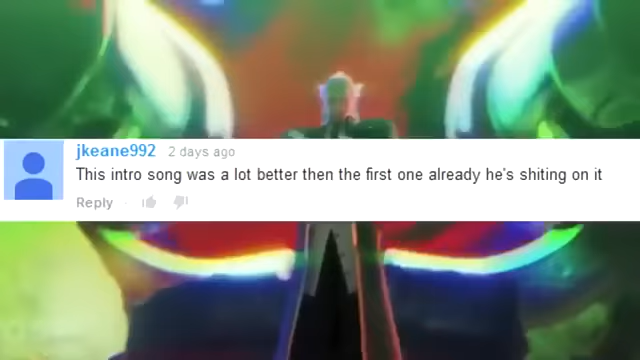 jkeane992 2 days ago
This intro song was a lot better then the first one already he's shiting on it
Reply